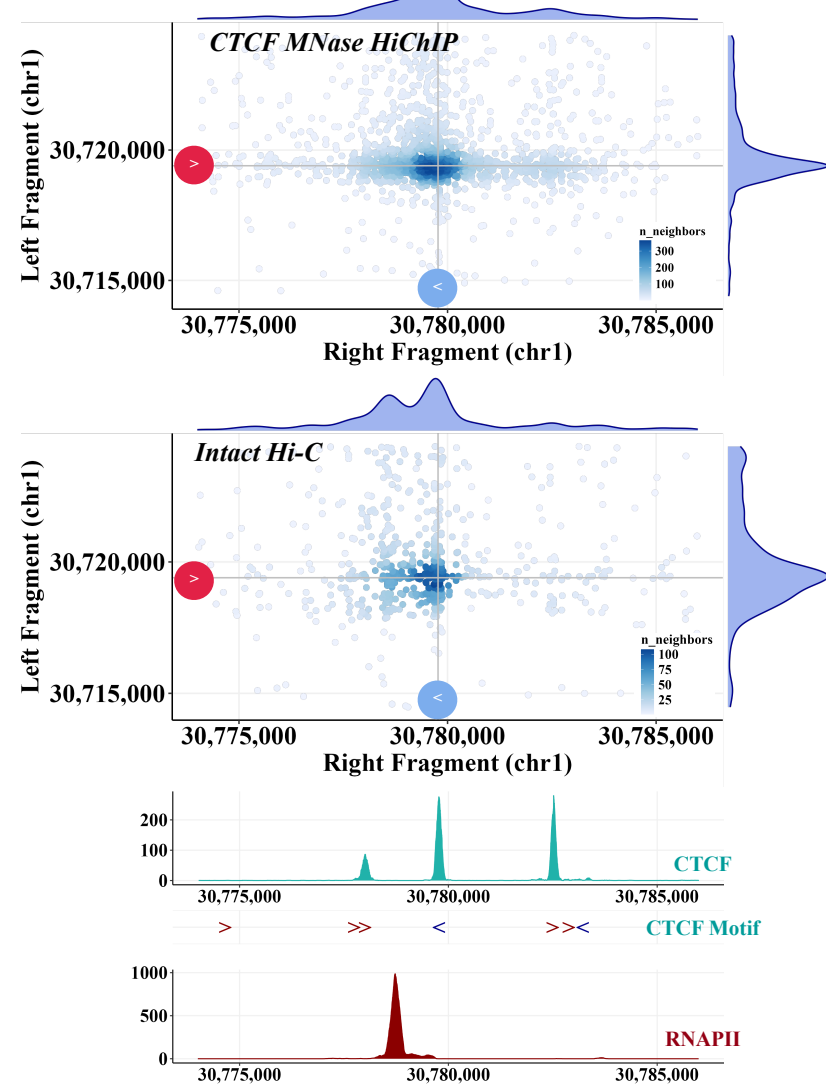 CTCF MNase HiChIP
Left Fragment (chr1)
30,720,000
30,715,000
>
<
n_neighbors
300
200
100
30,775,000 30,780,000 30,785,000
Right Fragment (chr1)
Intact Hi-C
Left Fragment (chr1)
30,720,000
30,715,000
>
<
n_neighbors
100
75
50
25
30,775,000 30,780,000 30,785,000
Right Fragment (chr1)
200
100
0
CTCF
30,775,000 30,780,000 30,785,000
> >> < >> <
CTCF Motif
1000
500
0
RNAPII
30,775,000 30,780,000 30,785,000